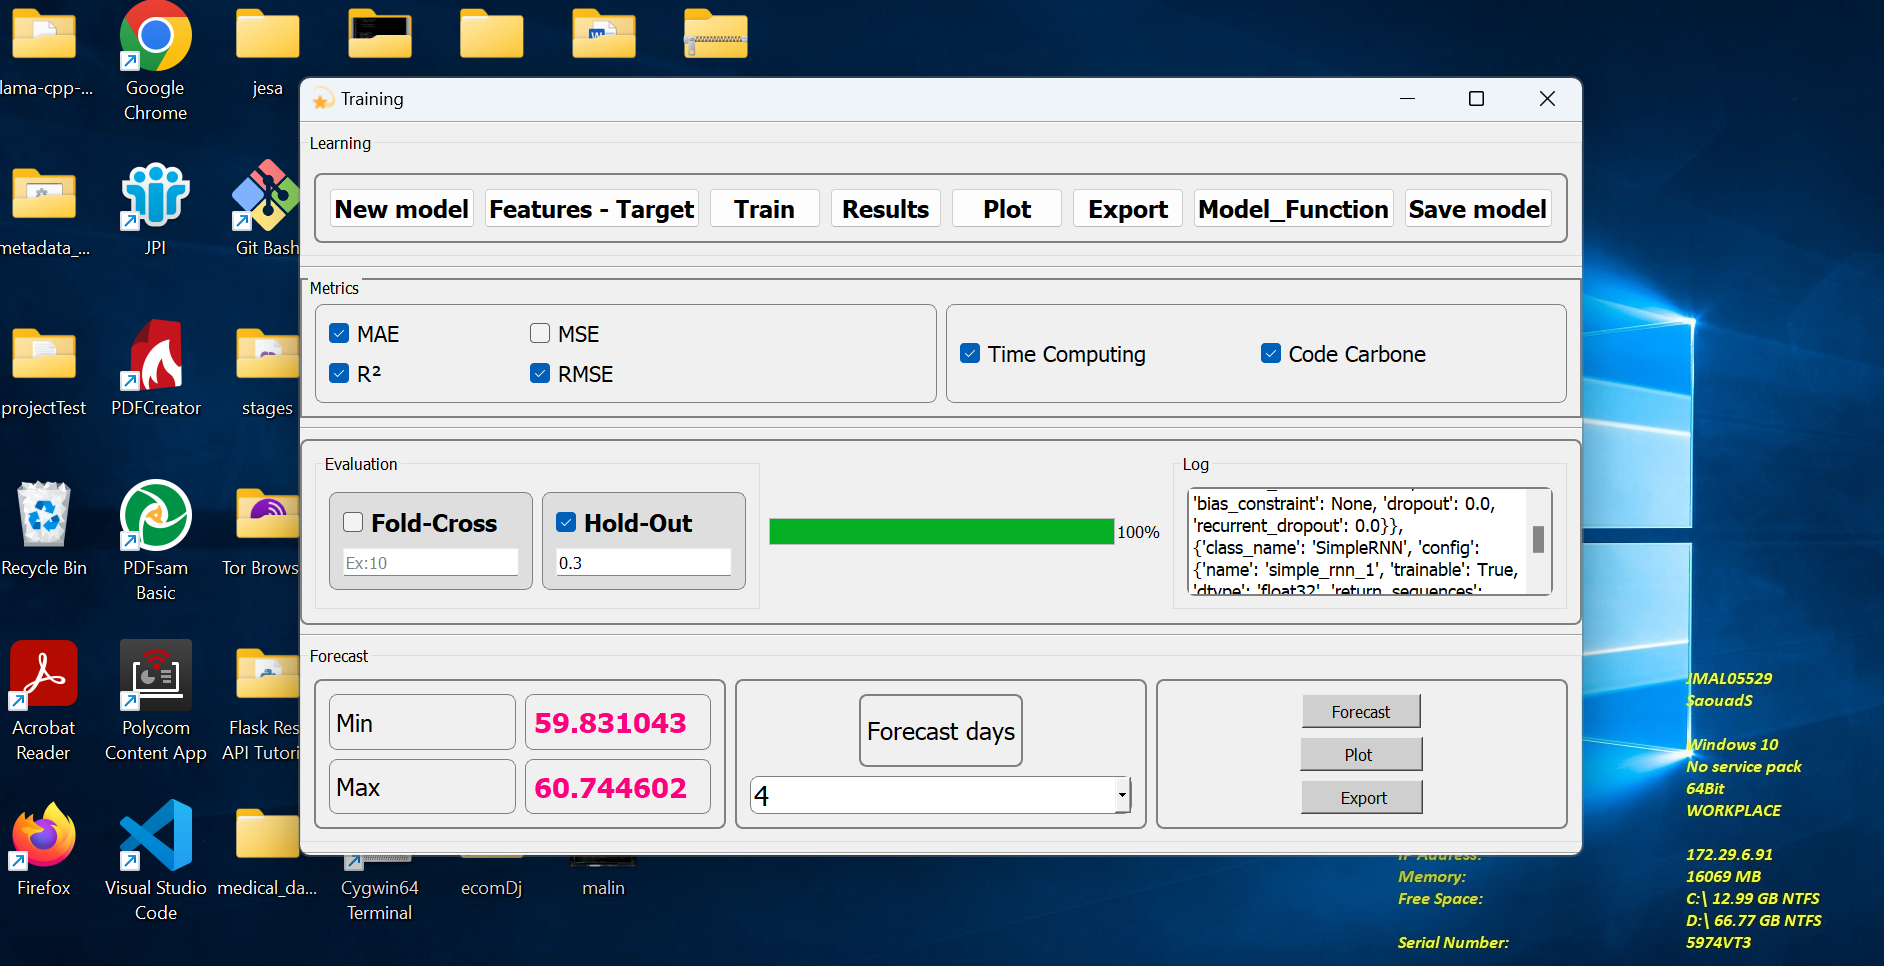 lama-cpp-...
Google
Chrome
jesa
metadata_...
JPI
Git Bash
projectTest
PDFCreator
stages
Recycle Bin
PDFsam
Basic
Tor Brows
Acrobat
Reader
Polycom
Content App
Flask Res
API Tutori
Firefox
Visual Studio
Code
medical_da...
Cygwin64
Terminal
ecomDj
malin
Training
Learning
New model
Features - Target
Train
Results
Plot
Export
Model_Function
Save model
Metrics
MAE
MSE
R²
RMSE
Time Computing
Code Carbone
Evaluation
Fold-Cross
Ex:10
Hold-Out
0.3
100%
Log
'bias_constraint': None, 'dropout': 0.0,
'recurrent_dropout': 0.0}},
{'class_name': 'SimpleRNN', 'config':
{'name': 'simple_rnn_1', 'trainable': True,
'dtype': 'float32', 'return_sequences':
Forecast
Min
59.831043
Max
60.744602
Forecast days
4
Forecast
Plot
Export
JMAL05529
SaouadS
Windows 10
No service pack
64Bit
WORKPLACE
IP Address: 172.29.6.91
Memory: 16069 MB
Free Space: C:\ 12.99 GB NTFS
D:\ 66.77 GB NTFS
Serial Number: 5974VT3